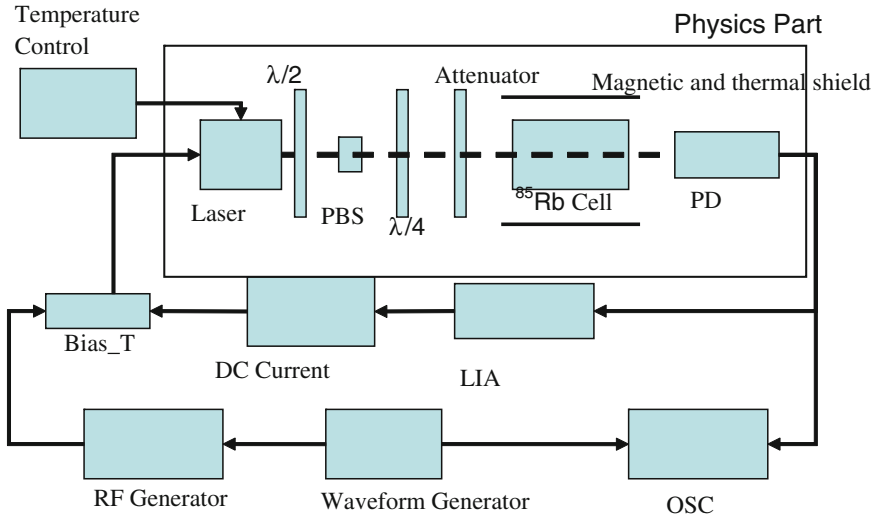 Temperature
Control
Physics Part
λ/2
Attenuator
Magnetic and thermal shield
Laser
PBS
λ/4
⁸⁵Rb Cell
PD
Bias_T
DC Current
LIA
RF Generator
Waveform Generator
OSC